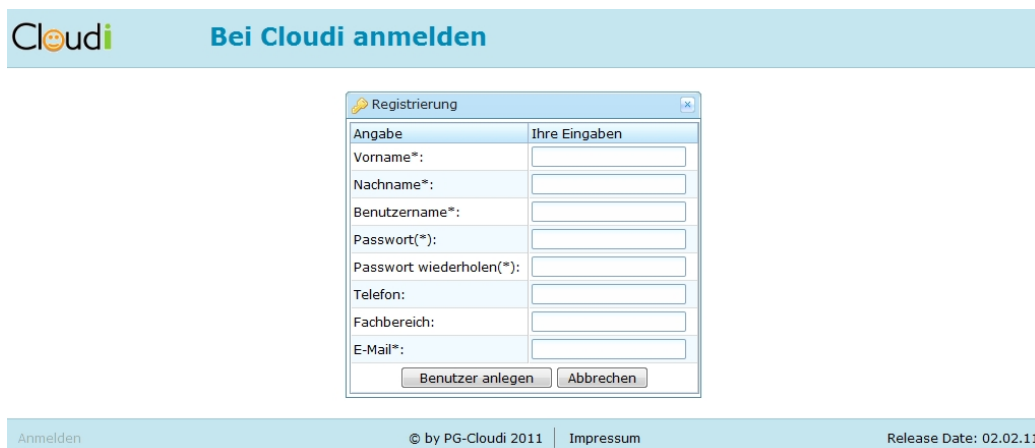 Cloudi
Bei Cloudi anmelden
Registrierung
Angabe Ihre Eingaben
Vorname*:
Nachname*:
Benutzername*:
Passwort(*):
Passwort wiederholen(*):
Telefon:
Fachbereich:
E-Mail*:
Benutzer anlegen Abbrechen
Anmelden © by PG-Cloudi 2011 Impressum Release Date: 02.02.11